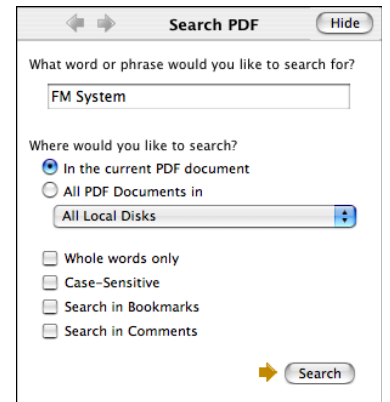 Search PDF
Hide
What word or phrase would you like to search for?
FM System
Where would you like to search?
In the current PDF document
All PDF Documents in
All Local Disks
Whole words only
Case-Sensitive
Search in Bookmarks
Search in Comments
Search